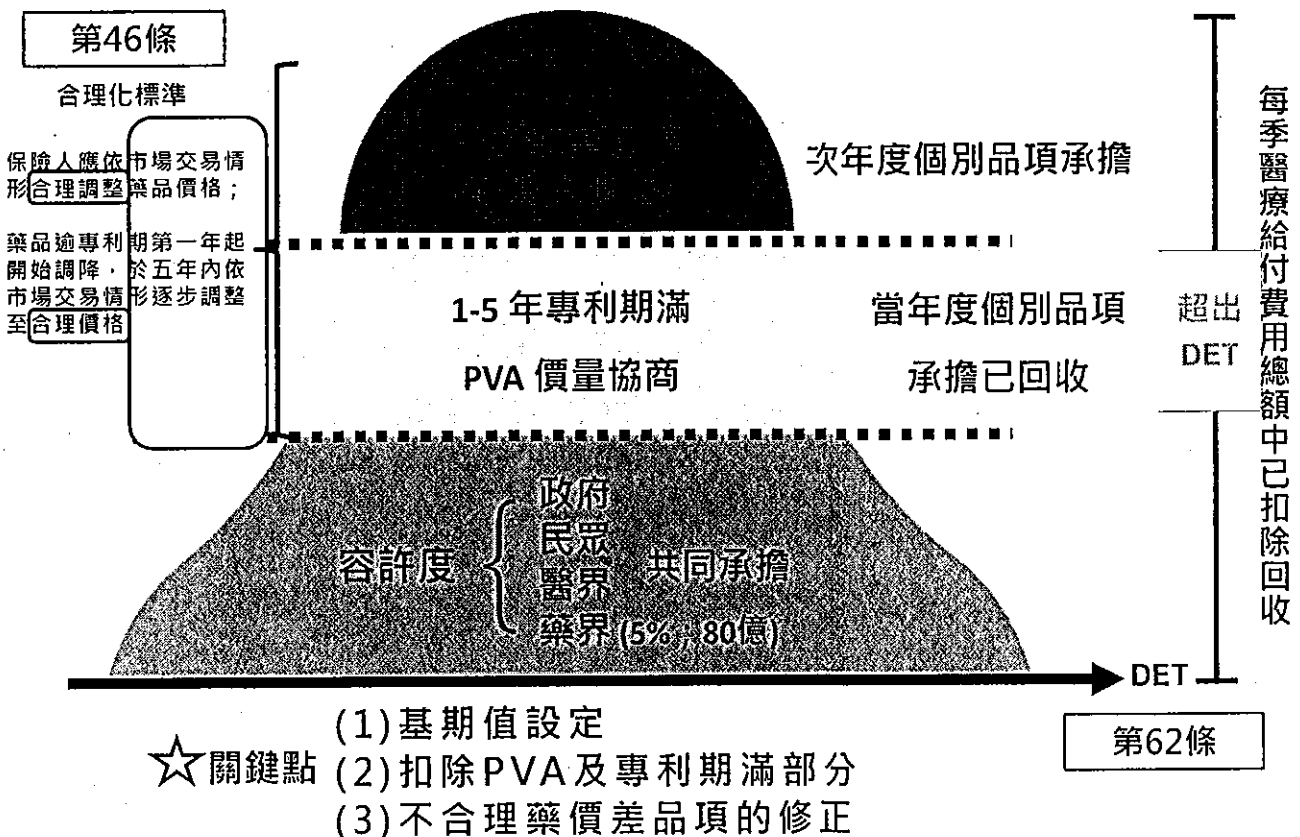 第46條
合理化標準
保險人應依市場交易情
形合理調整藥品價格；
藥品逾專利期第一年起
開始調降，於五年內依
市場交易情形逐步調整
至合理價格
次年度個別品項承擔
1-5 年專利期滿
PVA 價量協商
當年度個別品項
承擔已回收
超出
DET
每季醫療給付費用總額中已扣除回收
容許度
政府
民眾
醫界
藥界
共同承擔
(5%，80億)
DET
第62條
☆關鍵點
(1)基期值設定
(2)扣除PVA及專利期滿部分
(3)不合理藥價差品項的修正